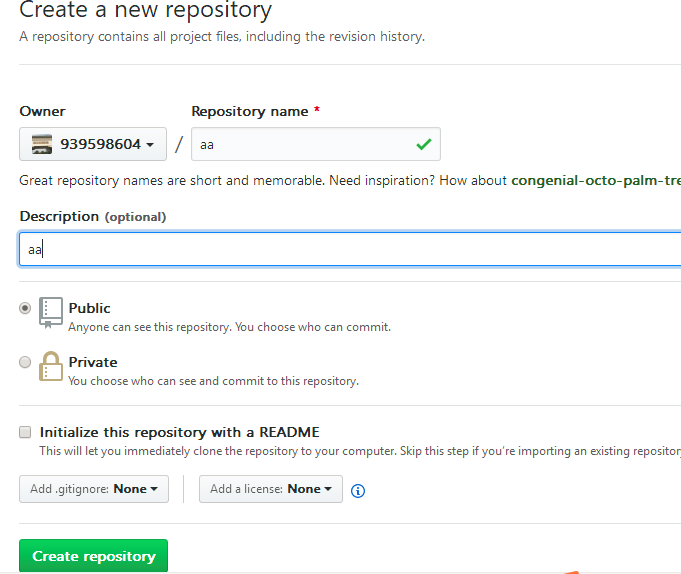 Create a new repository
A repository contains all project files, including the revision history.
Owner
Repository name *
939598604
/
aa
Great repository names are short and memorable. Need inspiration? How about congenial-octo-palm-tre
Description (optional)
aa
Public
Anyone can see this repository. You choose who can commit.
Private
You choose who can see and commit to this repository.
Initialize this repository with a README
This will let you immediately clone the repository to your computer. Skip this step if you're importing an existing repository
Add .gitignore: None
Add a license: None
Create repository